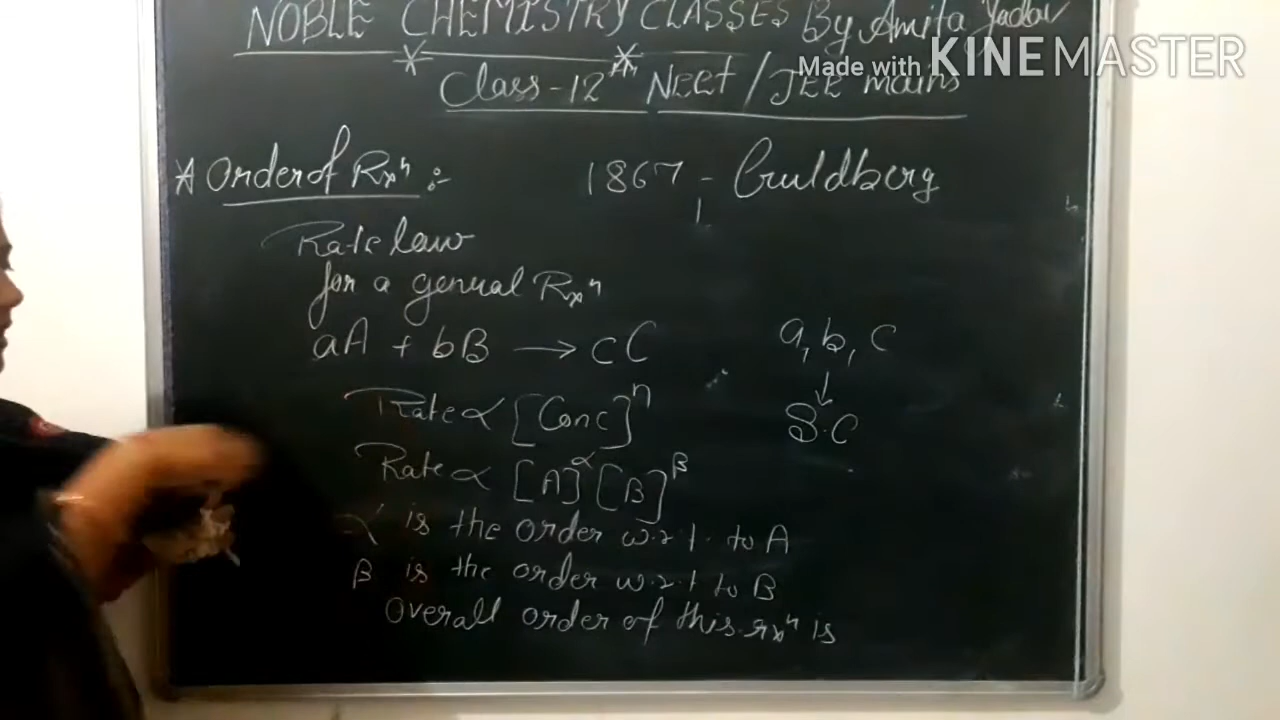 NOBLE CHEMISTRY CLASSES By Amita Yadav
Made with KINEMASTER
Class-12th NEET / JEE mains
* Order of Rxn :-
1867 - Guldberg
Rate law
for a general Rxn
aA + bB → cC
a, b, c
↓
S.C
Rate ∝ [Conc]^n
Rate ∝ [A]^α [B]^β
α is the order w.r.t. to A
β is the order w.r.t to B
Overall order of this rxn is